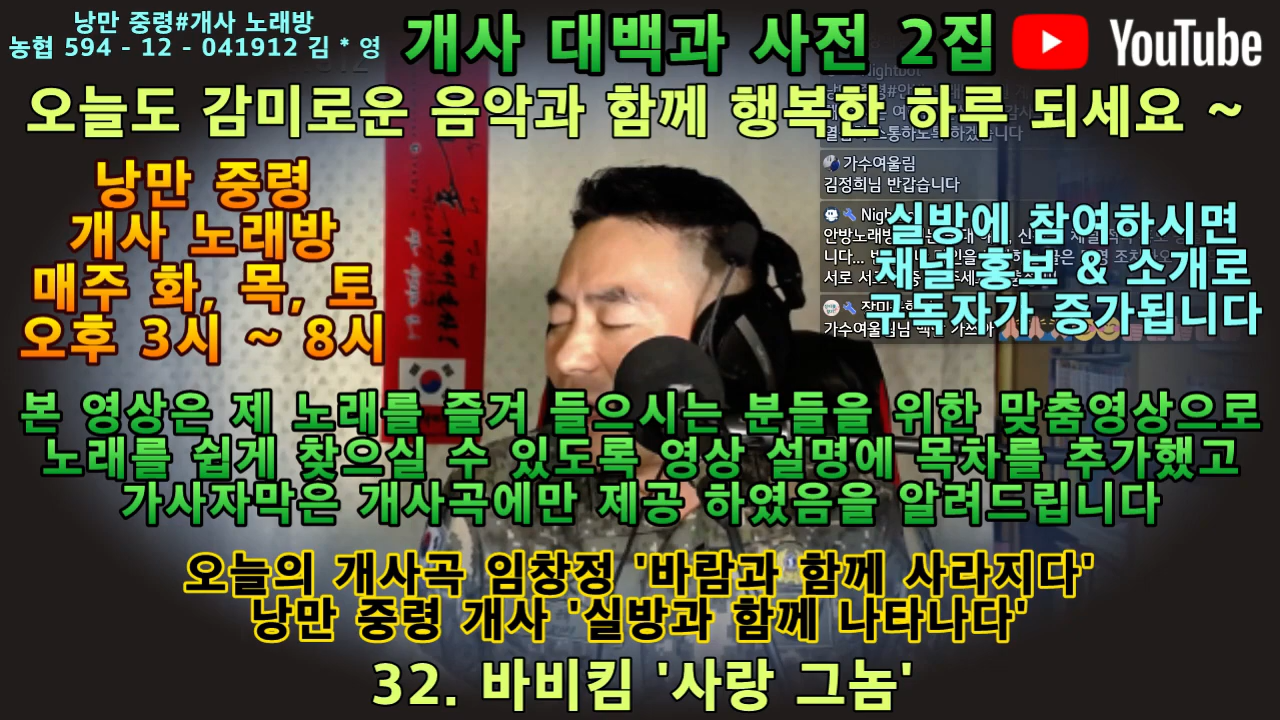 낭만 중령#개사 노래방
농협 594 - 12 - 041912 김 * 영
개사 대백과 사전 2집
YouTube
오늘도 감미로운 음악과 함께 행복한 하루 되세요 ~
낭만 중령
개사 노래방
매주 화, 목, 토
오후 3시 ~ 8시
Nightbot
소통하도록 하겠습니다
가수여울림
김정희님 반갑습니다
실방에 참여하시면
채널 홍보 & 소개로
구독자가 증가됩니다
본 영상은 제 노래를 즐겨 들으시는 분들을 위한 맞춤영상으로
노래를 쉽게 찾으실 수 있도록 영상 설명에 목차를 추가했고
가사자막은 개사곡에만 제공 하였음을 알려드립니다
오늘의 개사곡 임창정 '바람과 함께 사라지다'
낭만 중령 개사 '실방과 함께 나타나다'
32. 바비킴 '사랑 그놈'